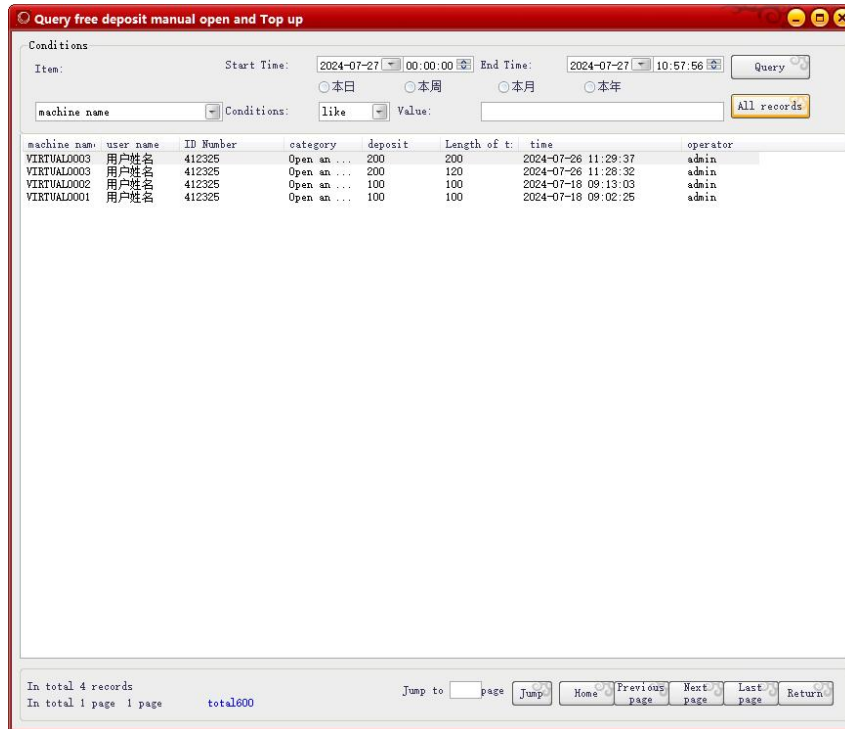 Query free deposit manual open and Top up
Conditions
Item: Start Time: 2024-07-27 00:00:00 End Time: 2024-07-27 10:57:56 Query
本日 本周 本月 本年
machine name Conditions: like Value: All records
machine nam user name ID Number category deposit Length of t: time operator
VIRTUAL0003 用户姓名 412325 Open an ... 200 200 2024-07-26 11:29:37 admin
VIRTUAL0003 用户姓名 412325 Open an ... 200 120 2024-07-26 11:28:32 admin
VIRTUAL0002 用户姓名 412325 Open an ... 100 100 2024-07-18 09:13:03 admin
VIRTUAL0001 用户姓名 412325 Open an ... 100 100 2024-07-18 09:02:25 admin
In total 4 records
In total 1 page 1 page total600
Jump to page Jump Home Previous page Next page Last page Return